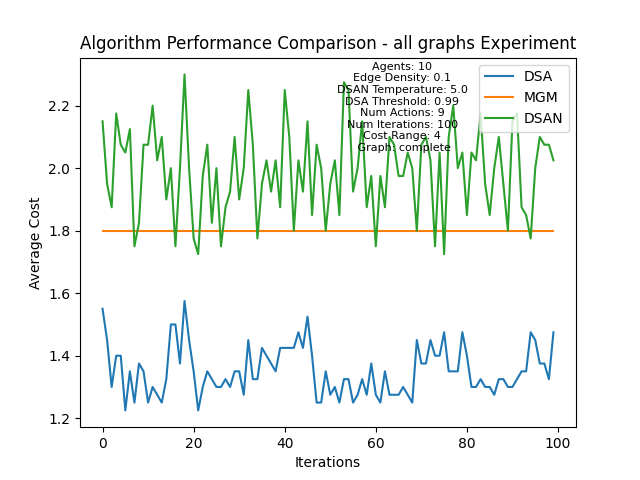 Algorithm Performance Comparison - all graphs Experiment
Agents: 10
Edge Density: 0.1
DSAN Temperature: 5.0
DSA Threshold: 0.99
Num Actions: 9
Num Iterations: 100
Cost Range: 4
Graph: complete
DSA
MGM
DSAN
Average Cost
2.2
2.0
1.8
1.6
1.4
1.2
0
20
40
60
80
100
Iterations